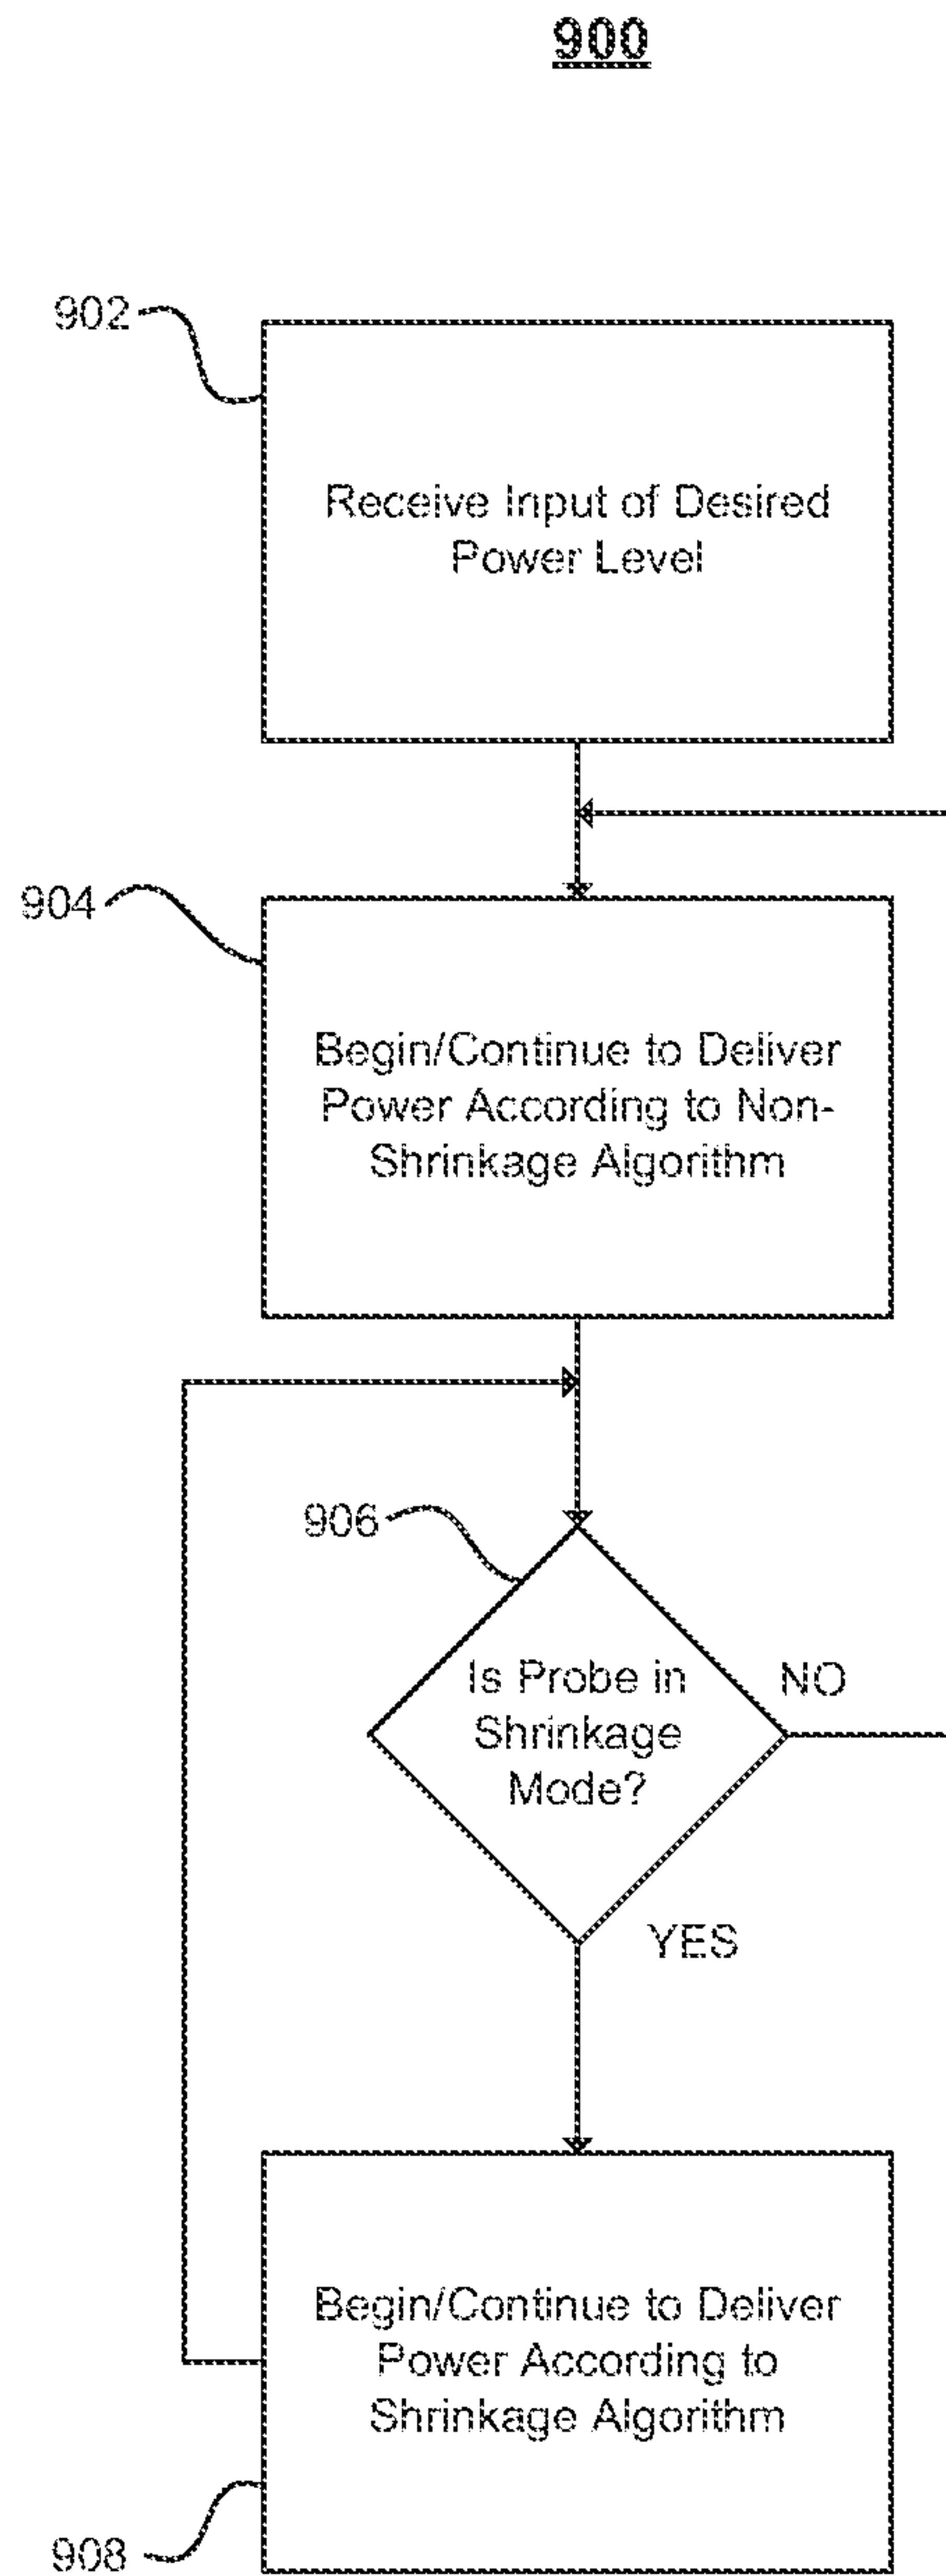 900
902
Receive Input of Desired
Power Level
904
Begin/Continue to Deliver
Power According to Non-
Shrinkage Algorithm
906
Is Probe in
Shrinkage
Mode?
NO
YES
Begin/Continue to Deliver
Power According to
Shrinkage Algorithm
908